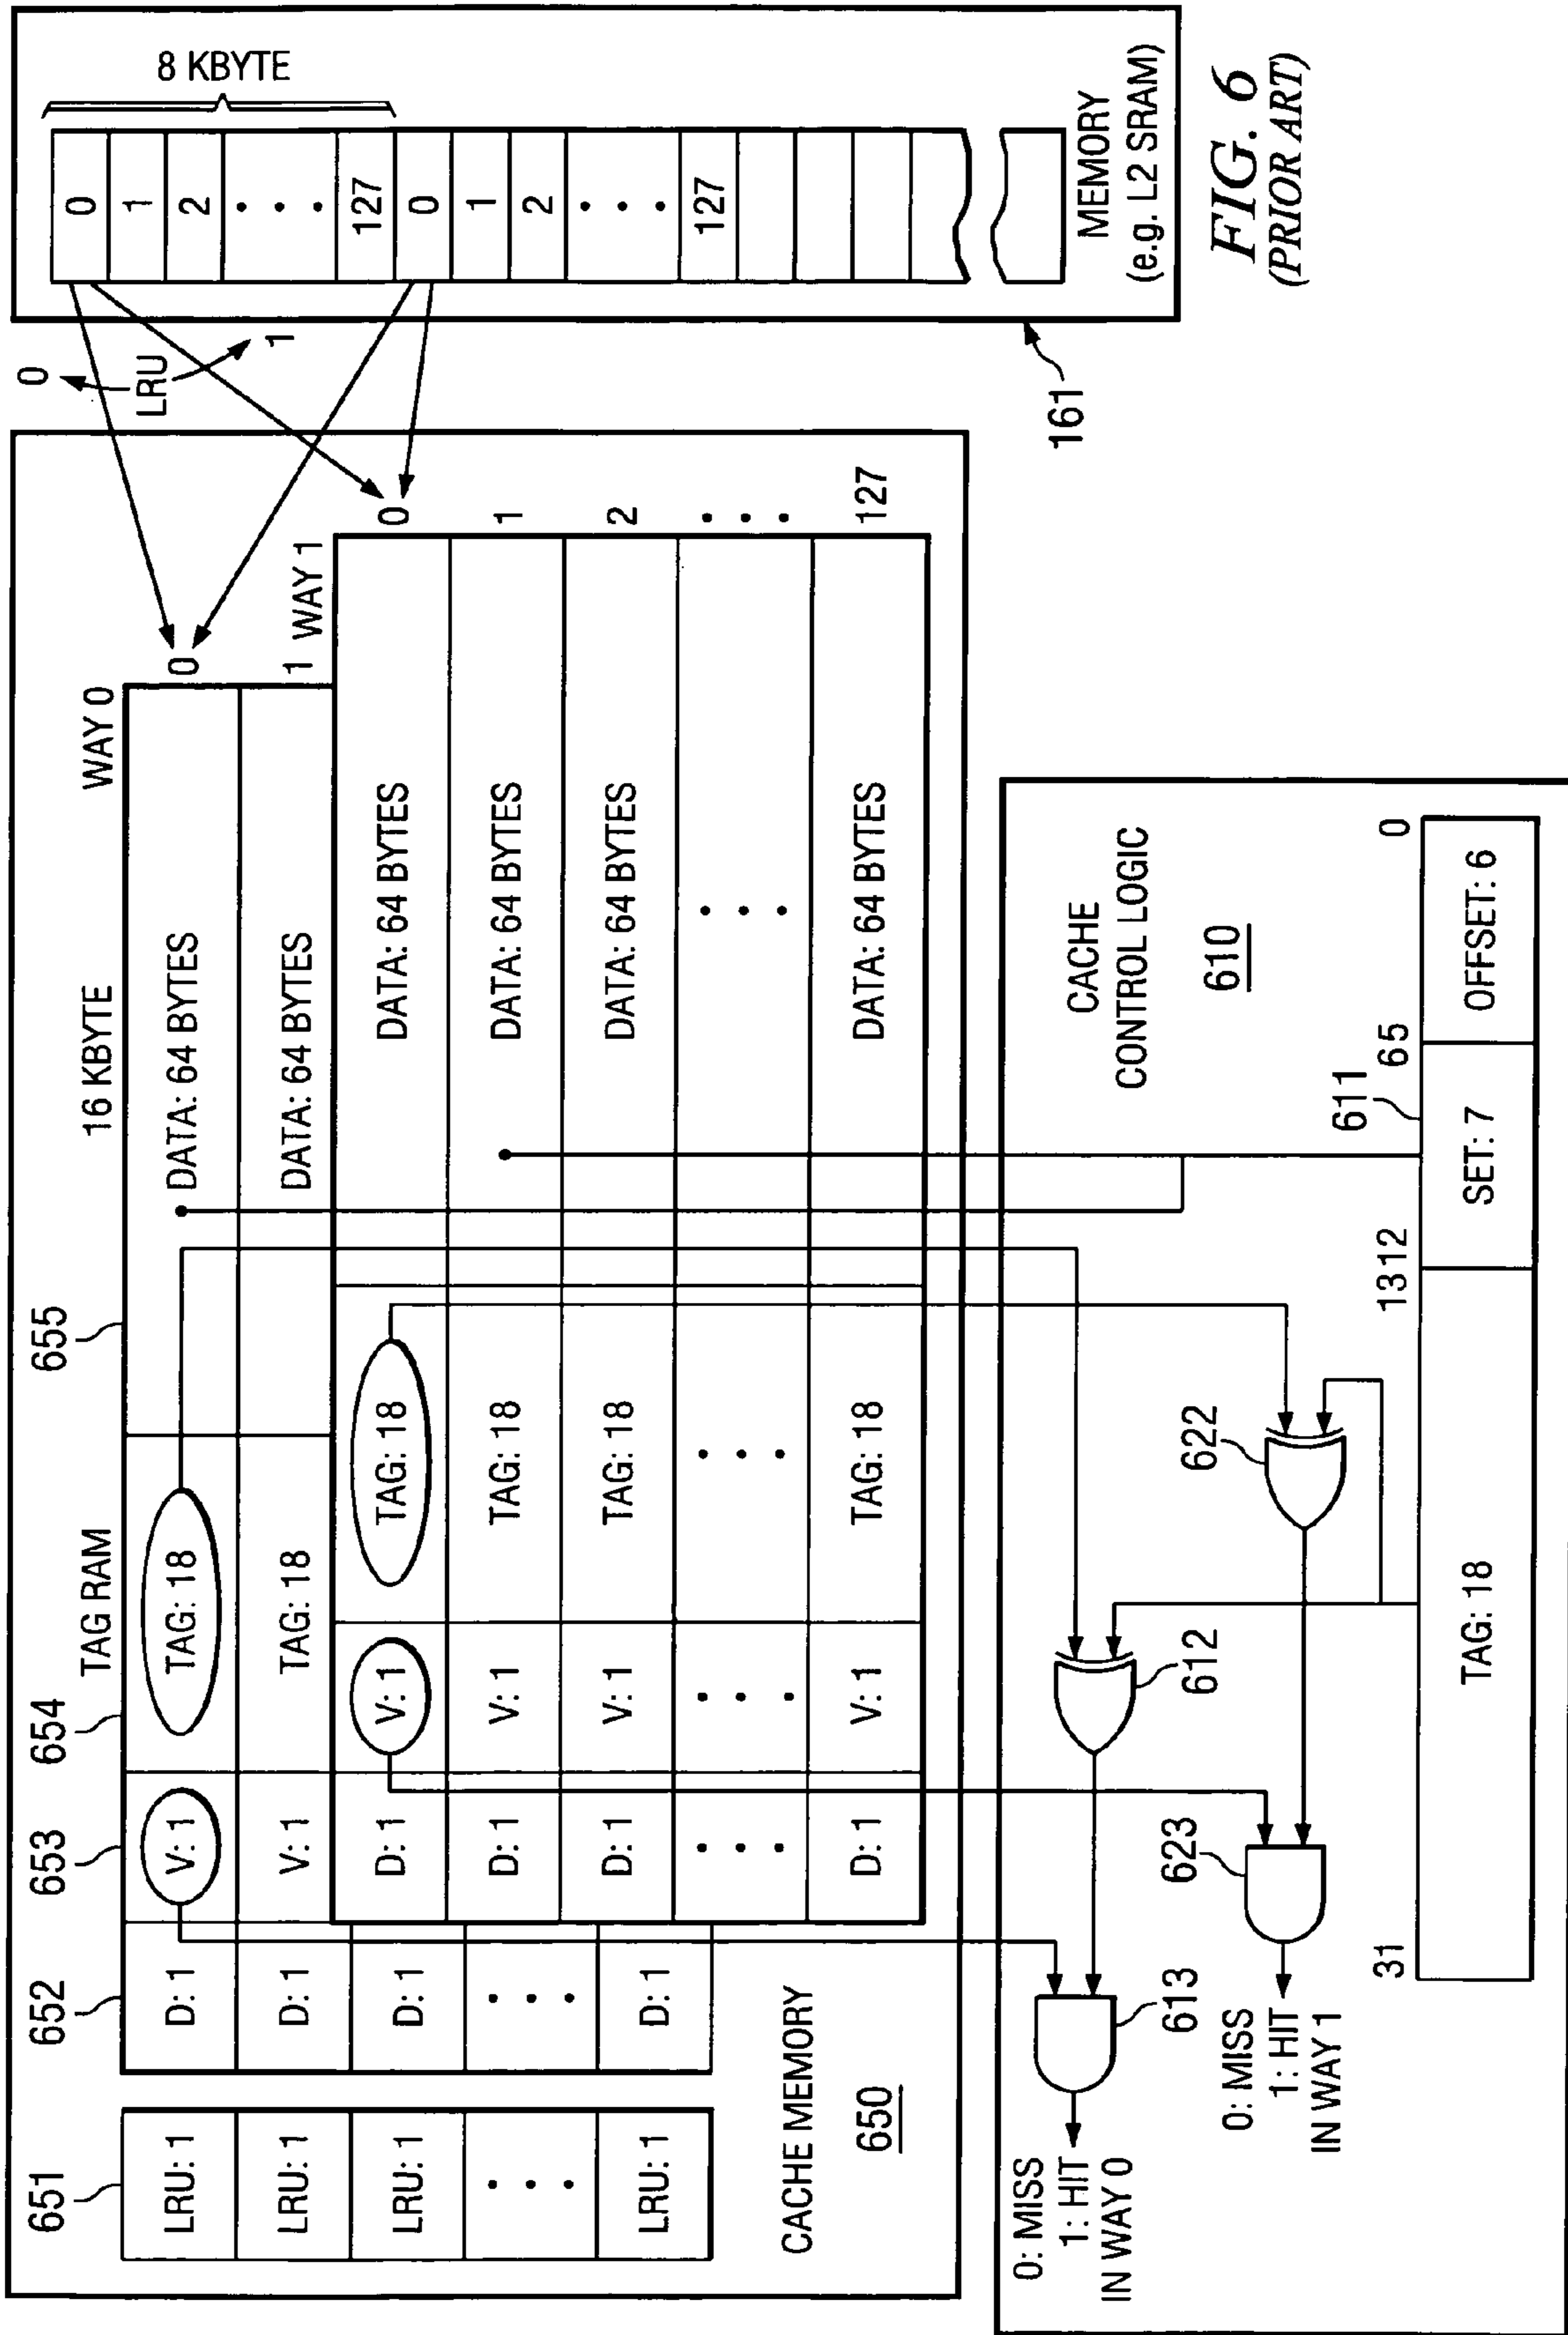 651
652
653
654
TAG RAM
655
16 KBYTE
WAY 0
LRU: 1
D: 1
V: 1
TAG: 18
DATA: 64 BYTES
0
LRU: 1
D: 1
V: 1
TAG: 18
DATA: 64 BYTES
1
WAY 1
LRU: 1
D: 1
D: 1
V: 1
TAG: 18
DATA: 64 BYTES
0
D: 1
V: 1
TAG: 18
DATA: 64 BYTES
1
LRU: 1
D: 1
D: 1
V: 1
TAG: 18
DATA: 64 BYTES
2
D: 1
V: 1
TAG: 18
DATA: 64 BYTES
127
CACHE MEMORY
650
0
LRU
1
8 KBYTE
0
1
2
127
0
1
2
127
MEMORY
(e.g. L2 SRAM)
161
CACHE
CONTROL LOGIC
610
0: MISS
1: HIT
IN WAY 0
613
612
0: MISS
1: HIT
IN WAY 1
623
622
611
31
13 12
6 5
0
TAG: 18
SET: 7
OFFSET: 6
FIG. 6
(PRIOR ART)